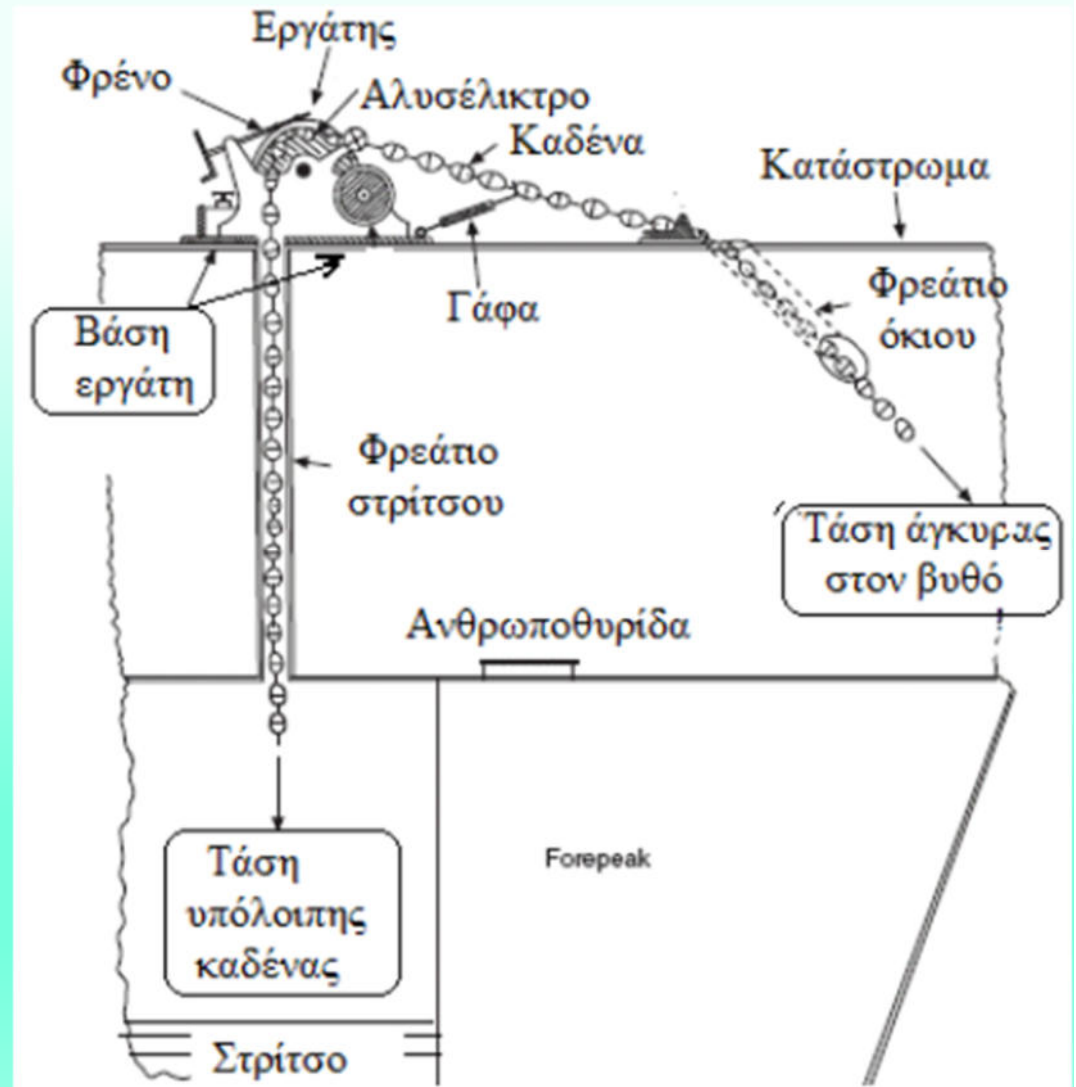 Εργάτης
Φρένο
Αλυσέλικτρο
Καδένα
Κατάστρωμα
Φρεάτιο
όκιου
Γάφα
Βάση
εργάτη
Φρεάτιο
στρίτσου
Τάση άγκυρας
στον βυθό
Ανθρωποθυρίδα
Τάση
υπόλοιπης
καδένας
Forepeak
Στρίτσο